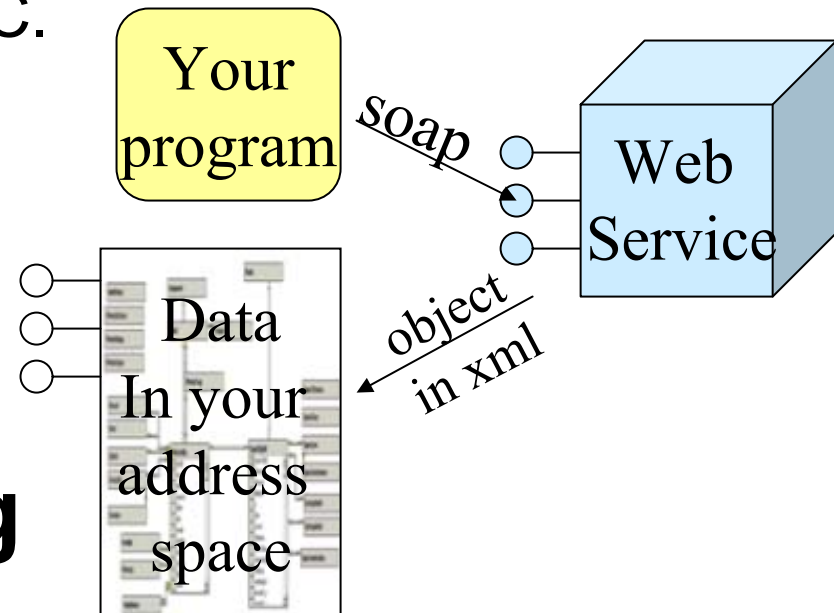 C.
Your
program
soap
Web
Service
object
in xml
Data
In your
address
space
g